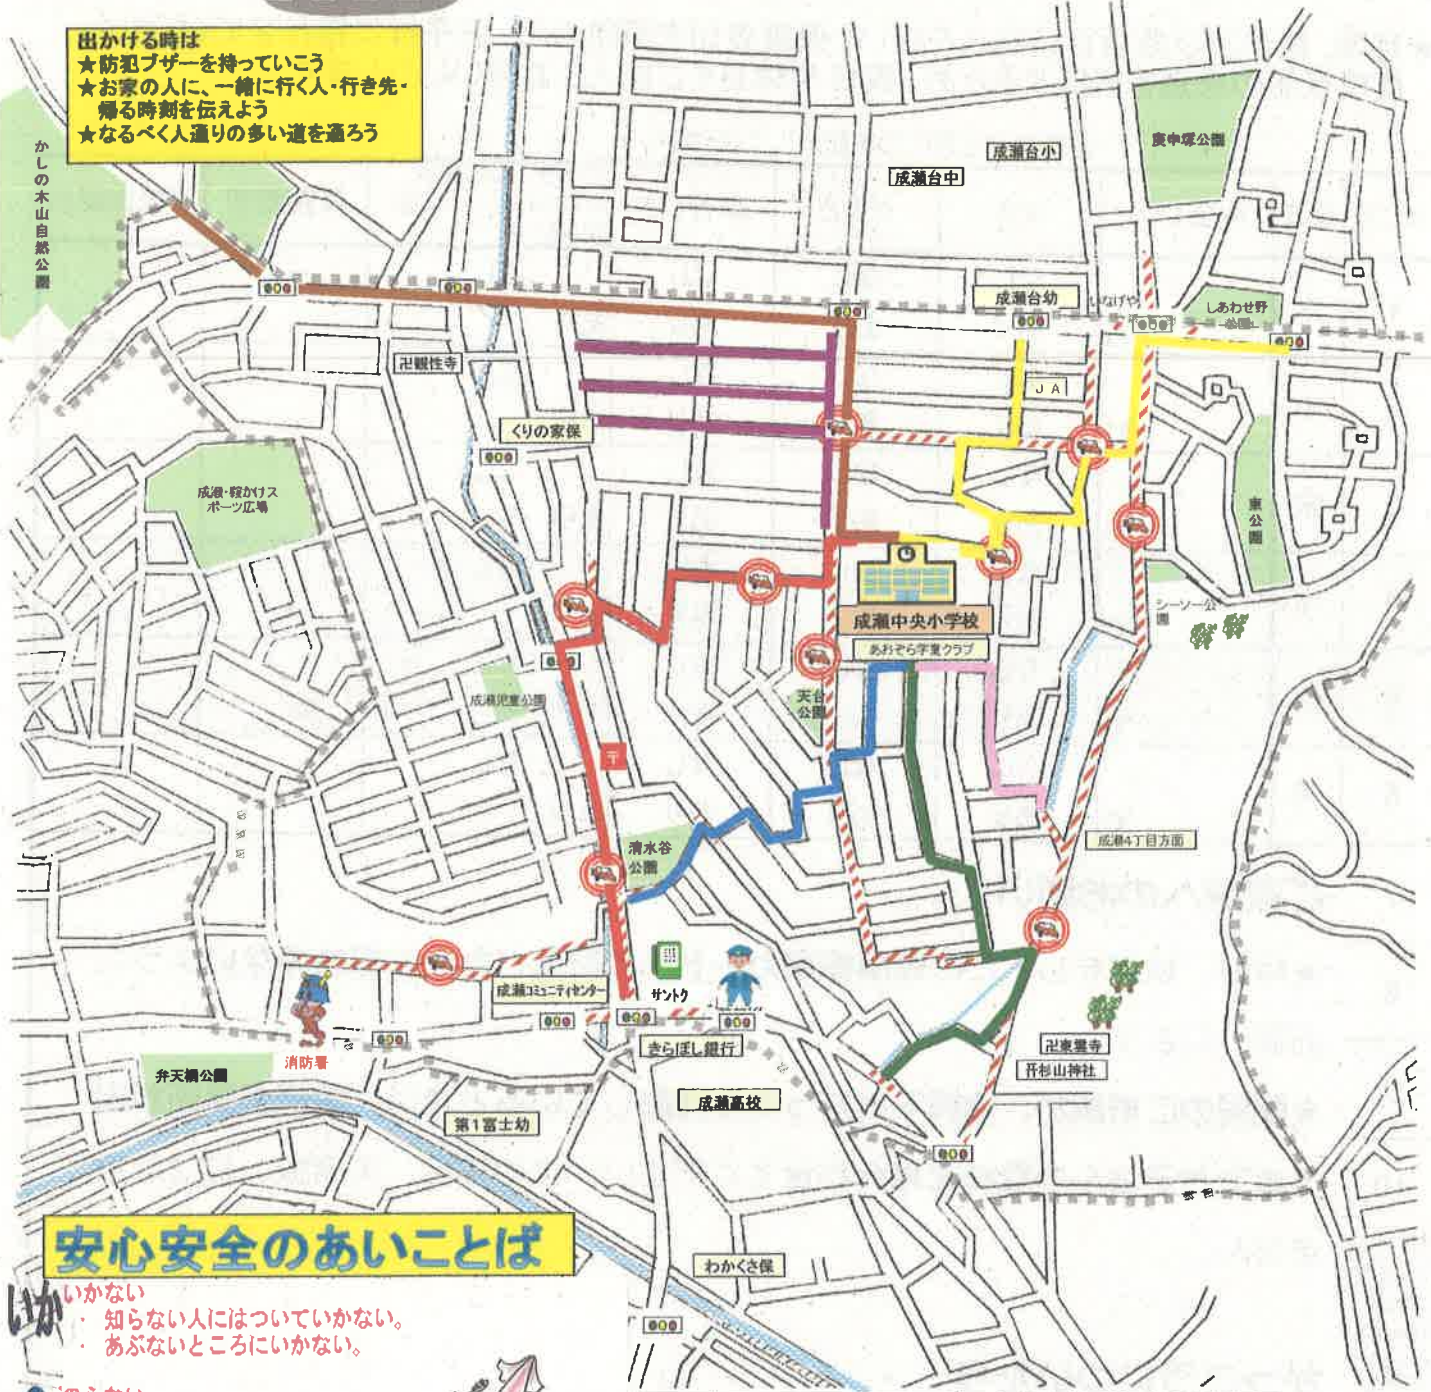 出かける時は
★防犯ブザーを持っていこう
★お家の人に、一緒に行く人・行き先・
帰る時刻を伝えよう
★なるべく人通りの多い道を通ろう
かしの木山自然公園
成瀬台小
成瀬台中
庚申塚公園
成瀬台幼
いなげや
しあわせ野
公園
卍観性寺
JA
くりの家保
成瀬・鞍かけス
ポーツ広場
東公園
成瀬中央小学校
あおぞら学童クラブ
シーソー公
園
成瀬児童公園
天台
公園
〒
清水谷
公園
成瀬4丁目方面
成瀬コミュニティセンター
サントク
消防署
きらぼし銀行
卍東雲寺
弁天橋公園
成瀬高校
⛩杉山神社
第1富士幼
安心安全のあいことば
わかくさ保
いか
いかない
・ 知らない人にはついていかない。
・ あぶないところにいかない。